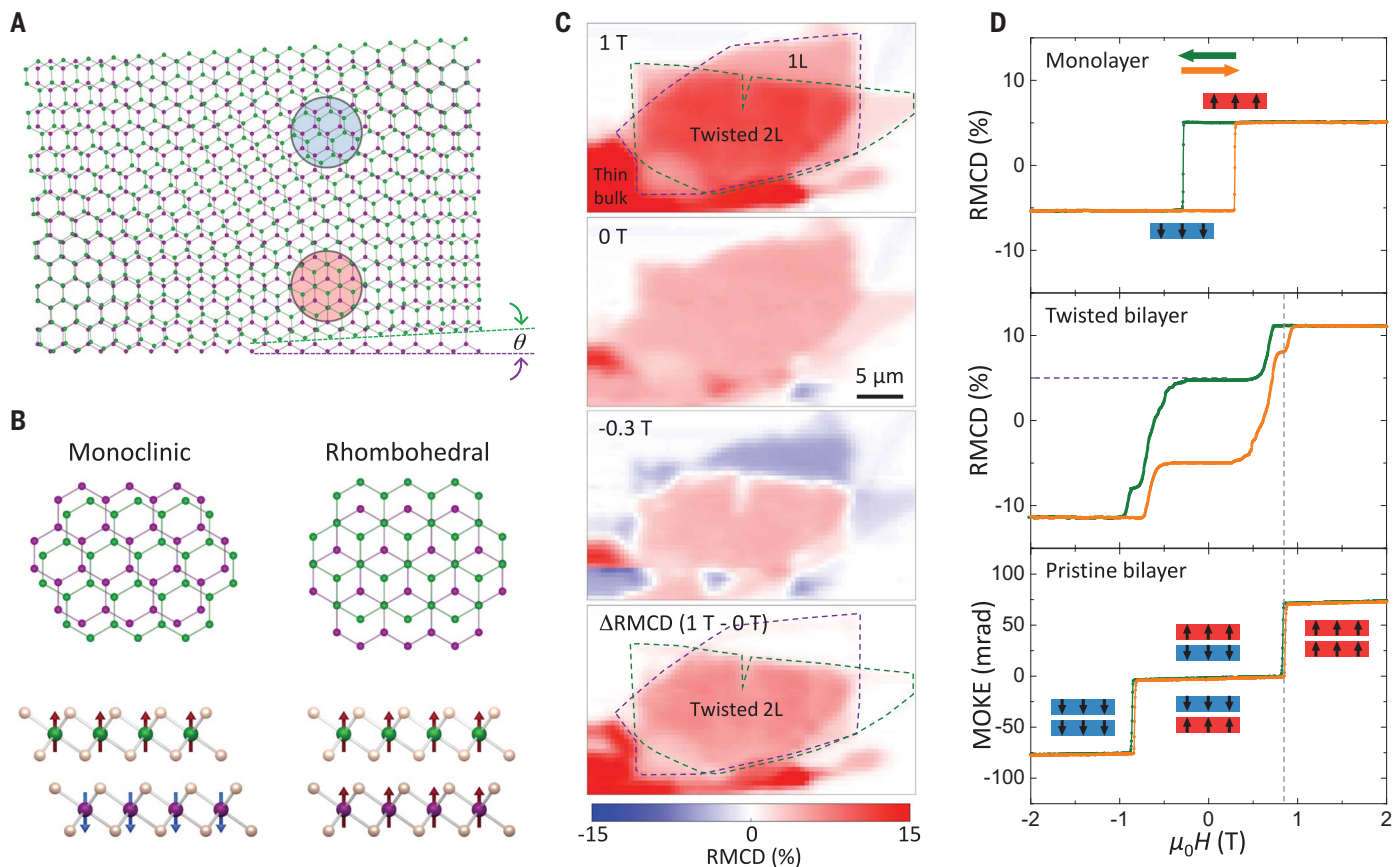 A
θ
B
Monoclinic
Rhombohedral
C
1 T
1L
Twisted 2L
Thin
bulk
0 T
5 μm
-0.3 T
ΔRMCD (1 T - 0 T)
Twisted 2L
-15
0
15
RMCD (%)
D
Monolayer
10
0
-10
RMCD (%)
Twisted bilayer
10
0
-10
RMCD (%)
Pristine bilayer
100
50
0
-50
-100
MOKE (mrad)
-2
-1
0
1
2
μ₀H (T)